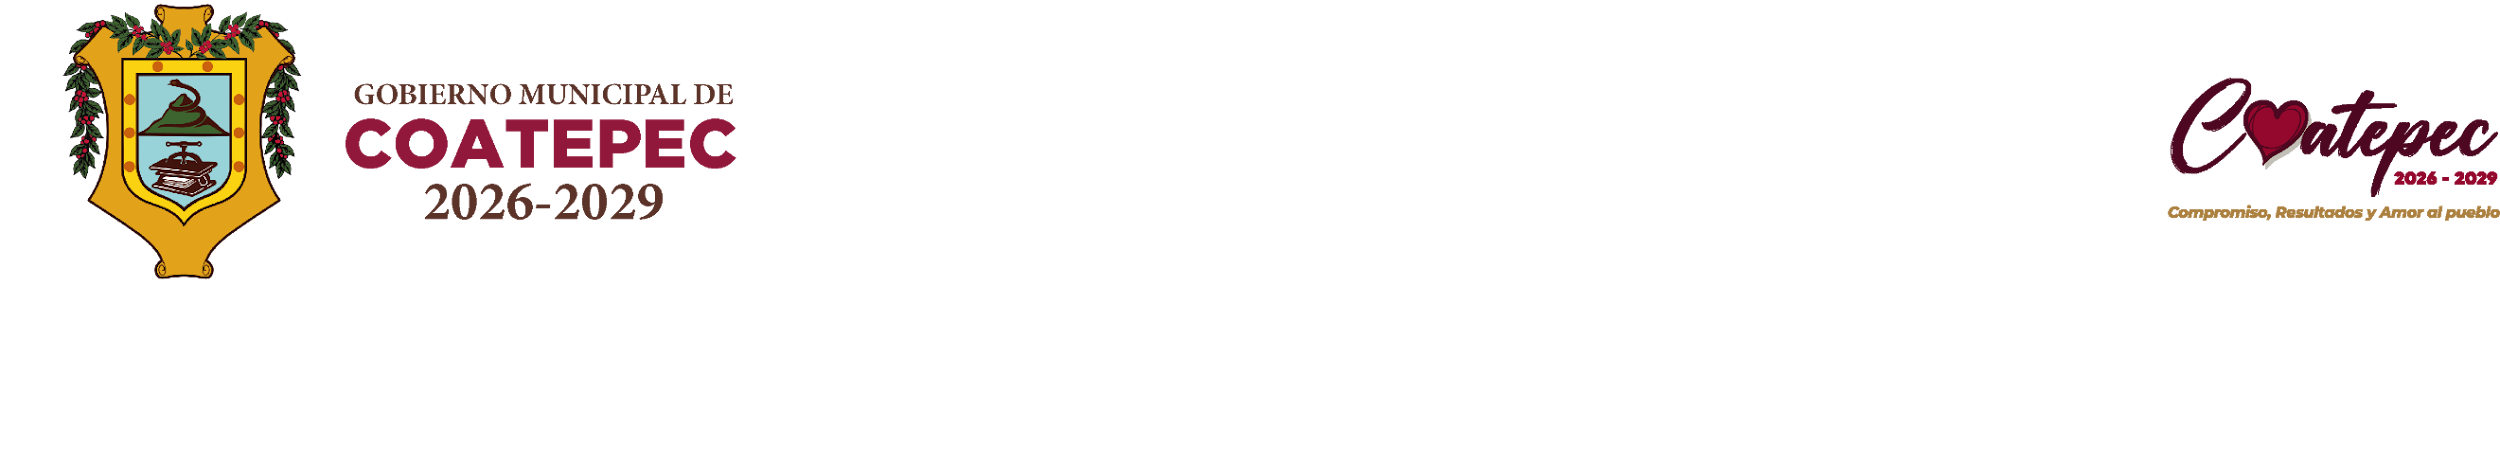 GOBIERNO MUNICIPAL DE
COATEPEC
2026-2029
Coatepec
2026 - 2029
Compromiso, Resultados y Amor al pueblo